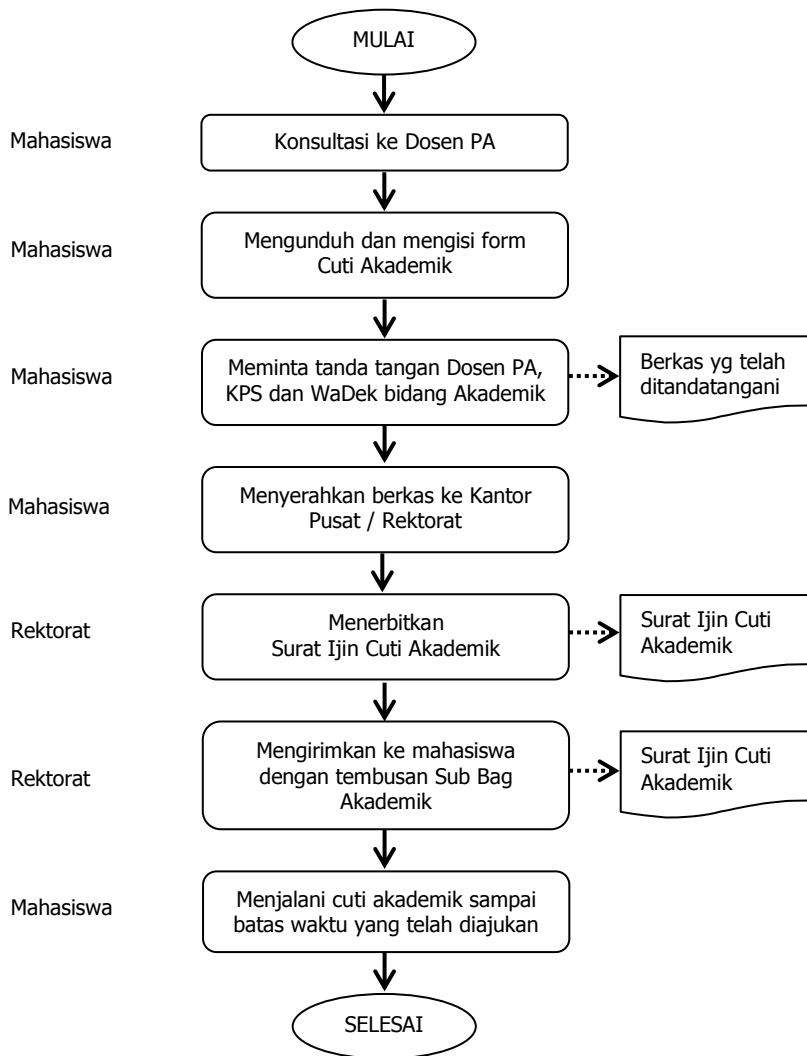 MULAI
Mahasiswa
Konsultasi ke Dosen PA
Mahasiswa
Mengunduh dan mengisi form
Cuti Akademik
Mahasiswa
Meminta tanda tangan Dosen PA,
KPS dan WaDek bidang Akademik
Berkas yg telah
ditandatangani
Mahasiswa
Menyerahkan berkas ke Kantor
Pusat / Rektorat
Rektorat
Menerbitkan
Surat Ijin Cuti Akademik
Surat Ijin Cuti
Akademik
Rektorat
Mengirimkan ke mahasiswa
dengan tembusan Sub Bag
Akademik
Surat Ijin Cuti
Akademik
Mahasiswa
Menjalani cuti akademik sampai
batas waktu yang telah diajukan
SELESAI